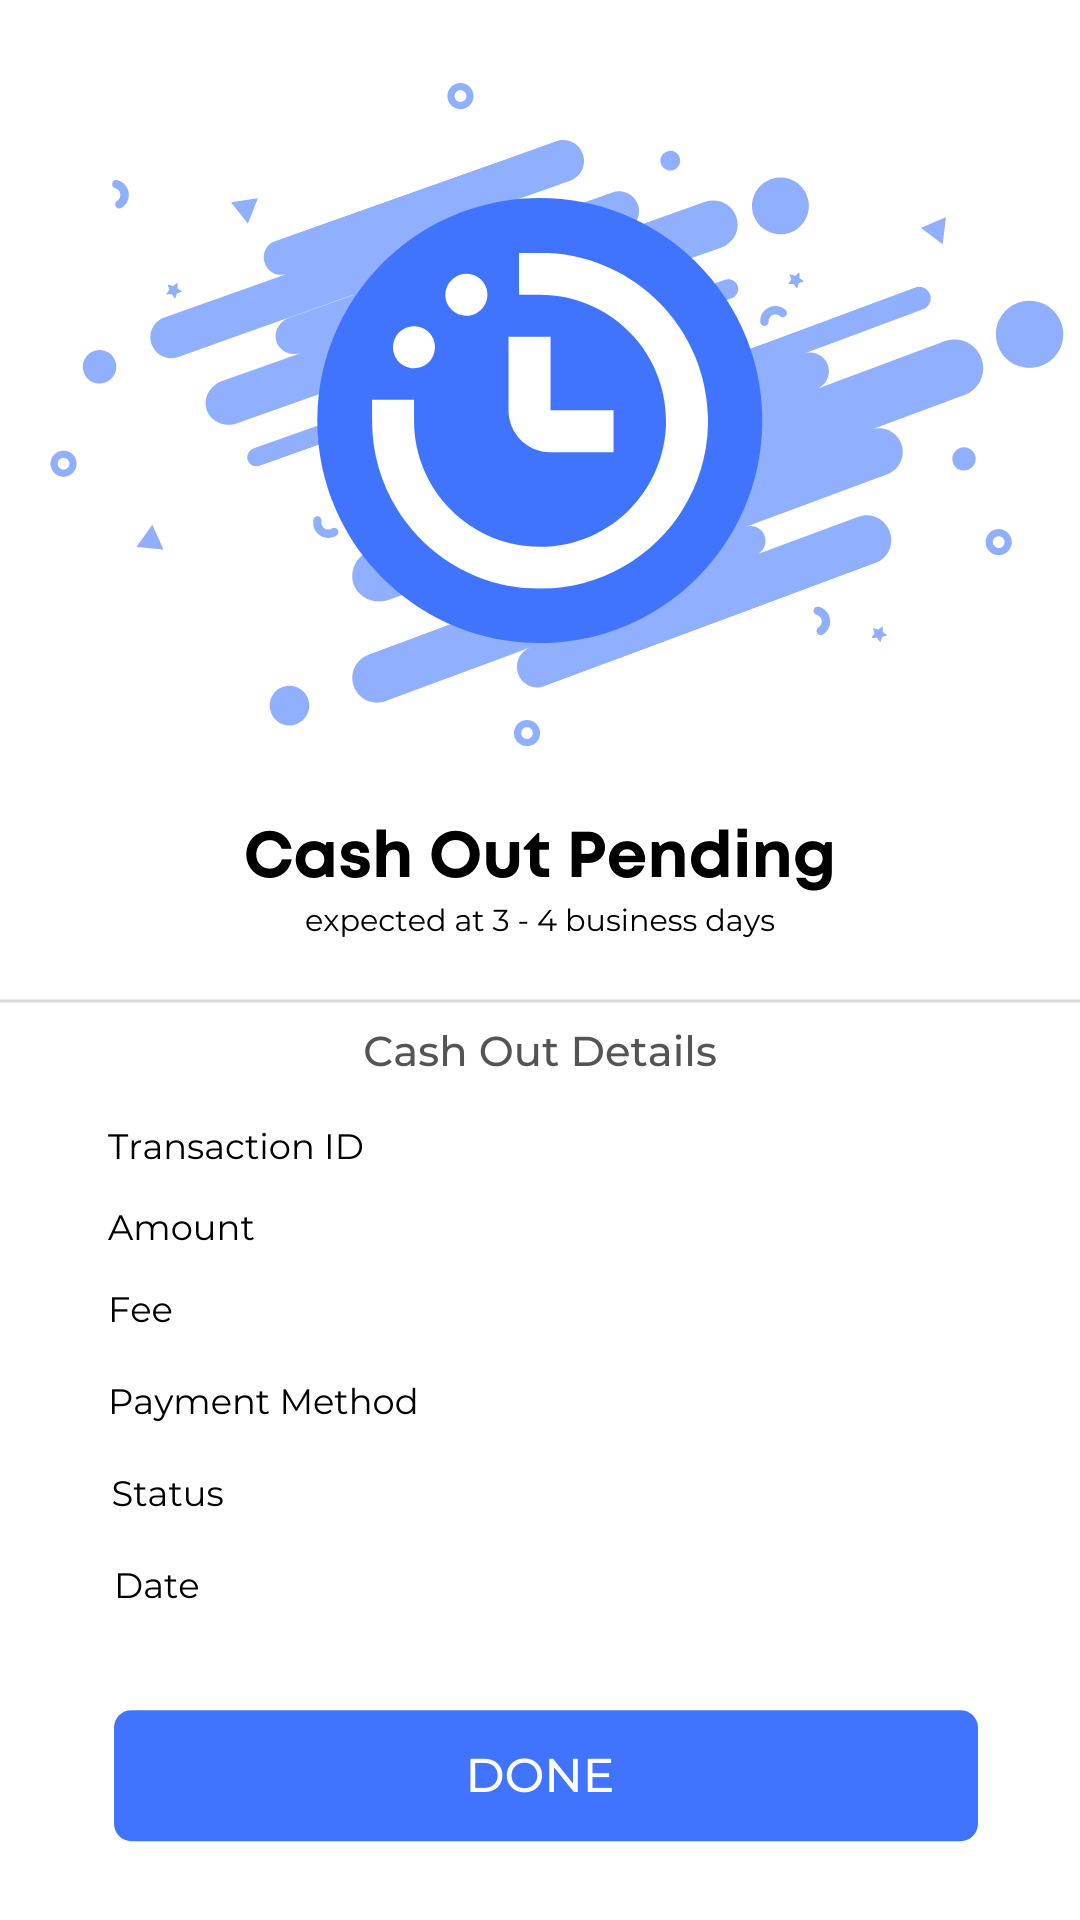 Cash Out Pending
expected at 3 - 4 business days
Cash Out Details
Transaction ID
Amount
Fee
Payment Method
Status
Date
DONE